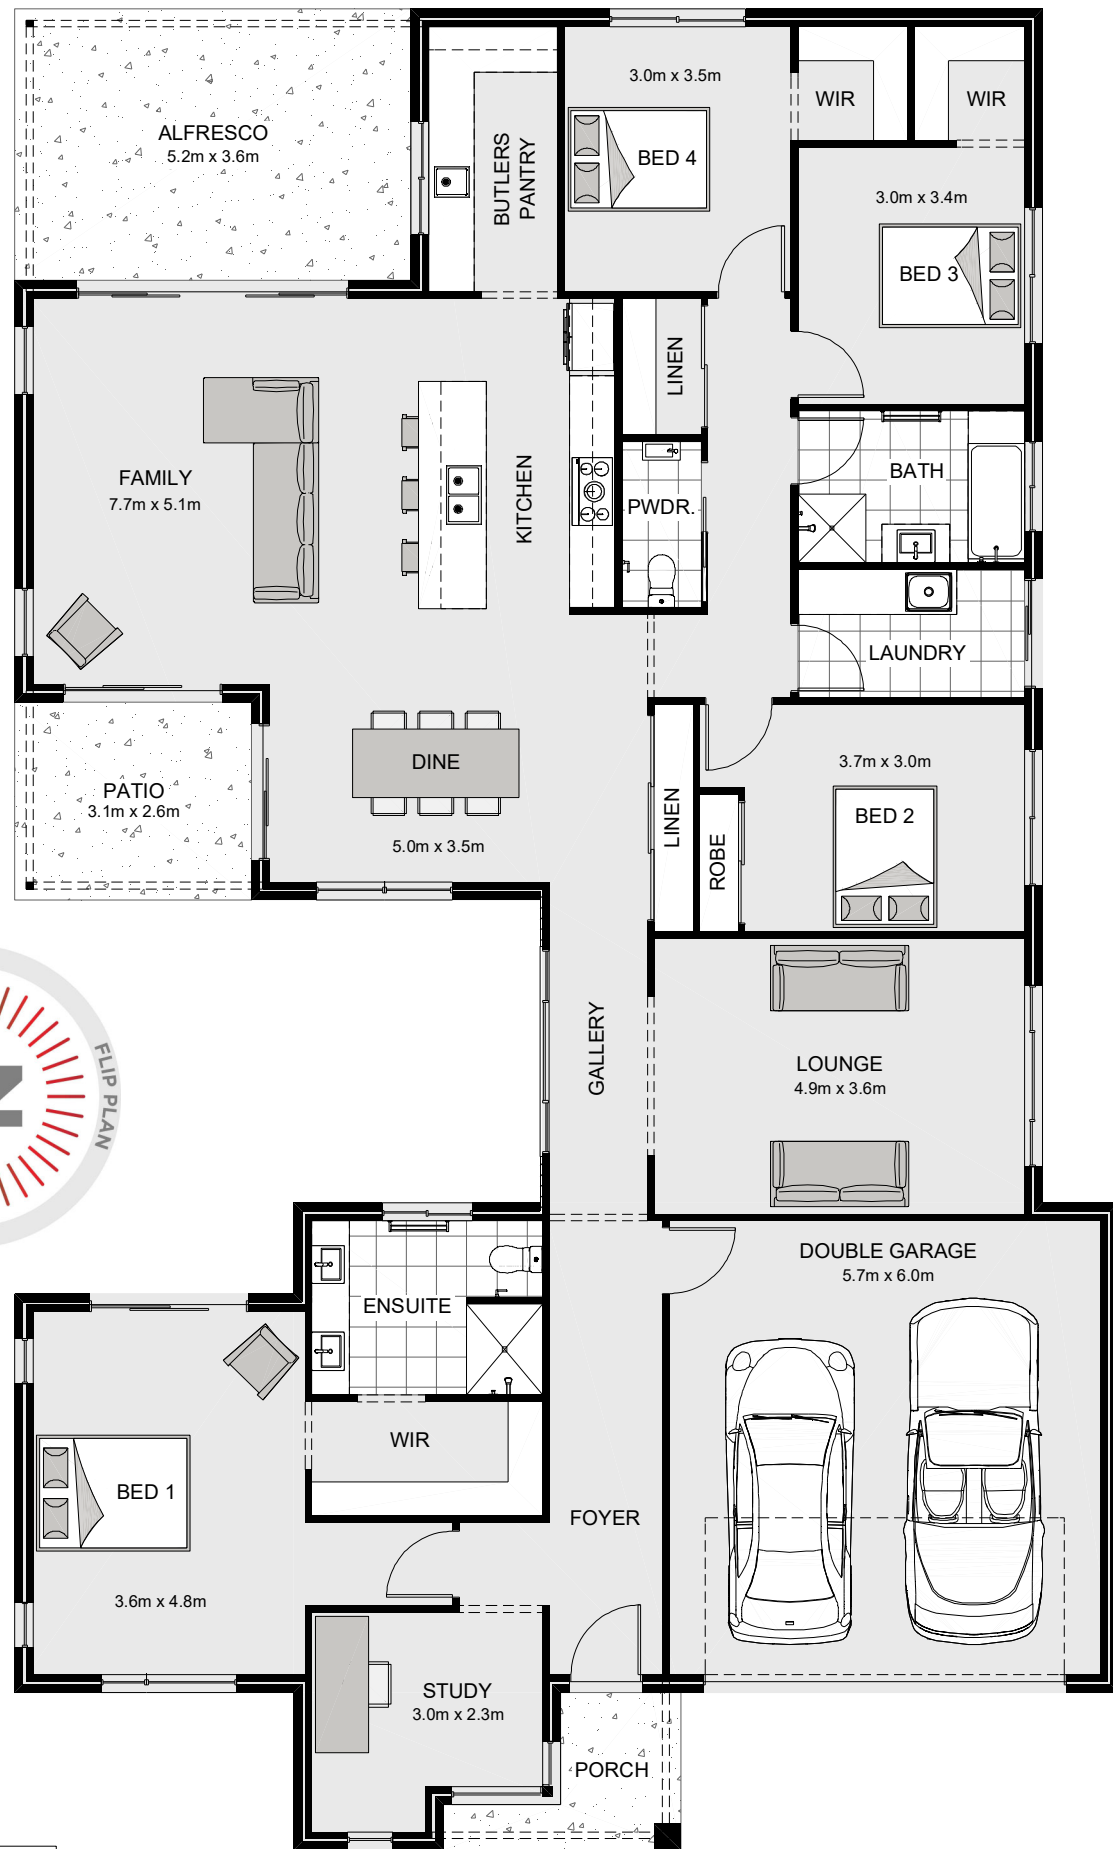 ALFRESCO
5.2m x 3.6m
BUTLERS
PANTRY
3.0m x 3.5m
BED 4
WIR
WIR
3.0m x 3.4m
BED 3
LINEN
FAMILY
7.7m x 5.1m
KITCHEN
PWDR.
BATH
LAUNDRY
PATIO
3.1m x 2.6m
DINE
5.0m x 3.5m
LINEN
ROBE
3.7m x 3.0m
BED 2
FLIP PLAN
GALLERY
LOUNGE
4.9m x 3.6m
DOUBLE GARAGE
5.7m x 6.0m
ENSUITE
WIR
BED 1
3.6m x 4.8m
FOYER
STUDY
3.0m x 2.3m
PORCH